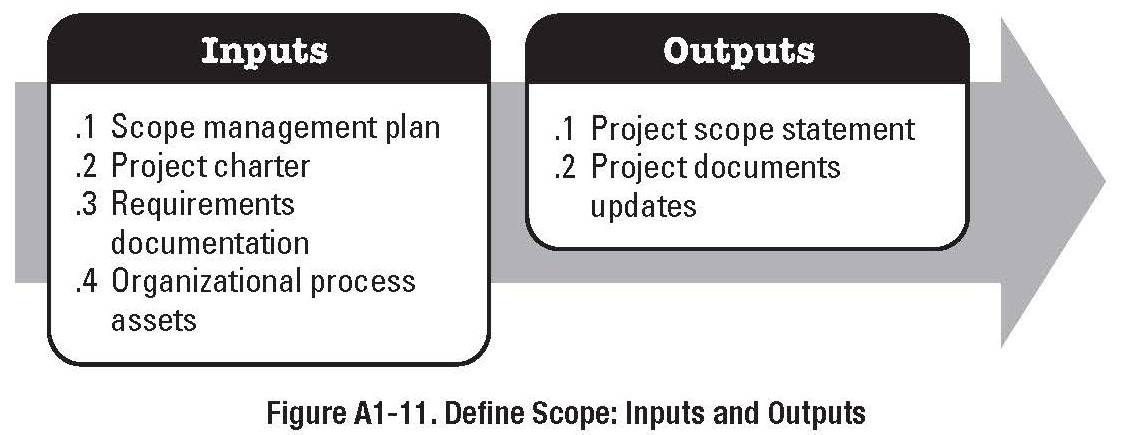 Inputs
.1 Scope management plan
.2 Project charter
.3 Requirements
documentation
.4 Organizational process
assets
Outputs
.1 Project scope statement
.2 Project documents
updates
Figure A1-11. Define Scope: Inputs and Outputs